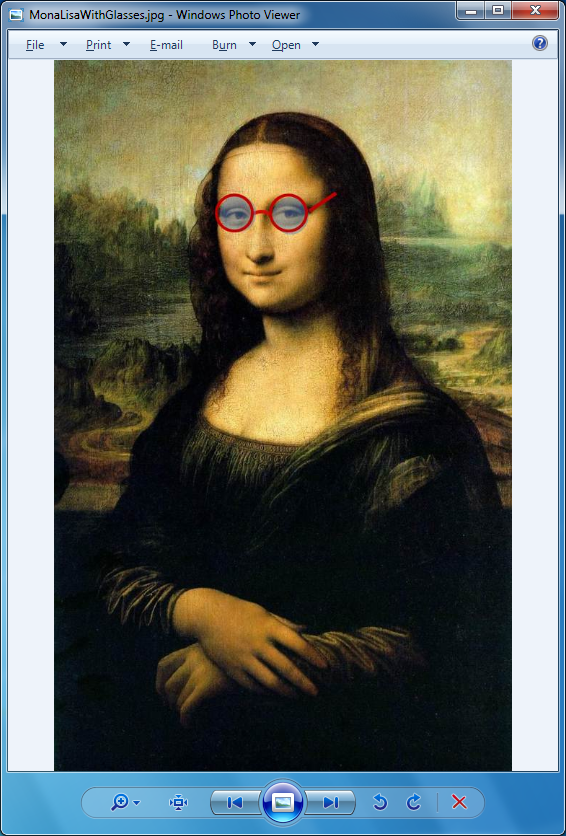 MonaLisaWithGlasses.jpg - Windows Photo Viewer
File Print E-mail Burn Open
?